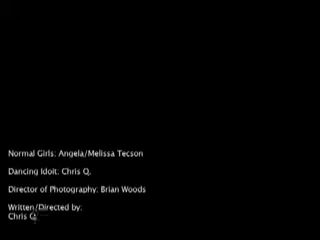 Normal Girls: Angela/Melissa Tecson
Dancing Idoit: Chris Q.
Director of Photography: Brian Woods
Written/Directed by:
Chris Q.